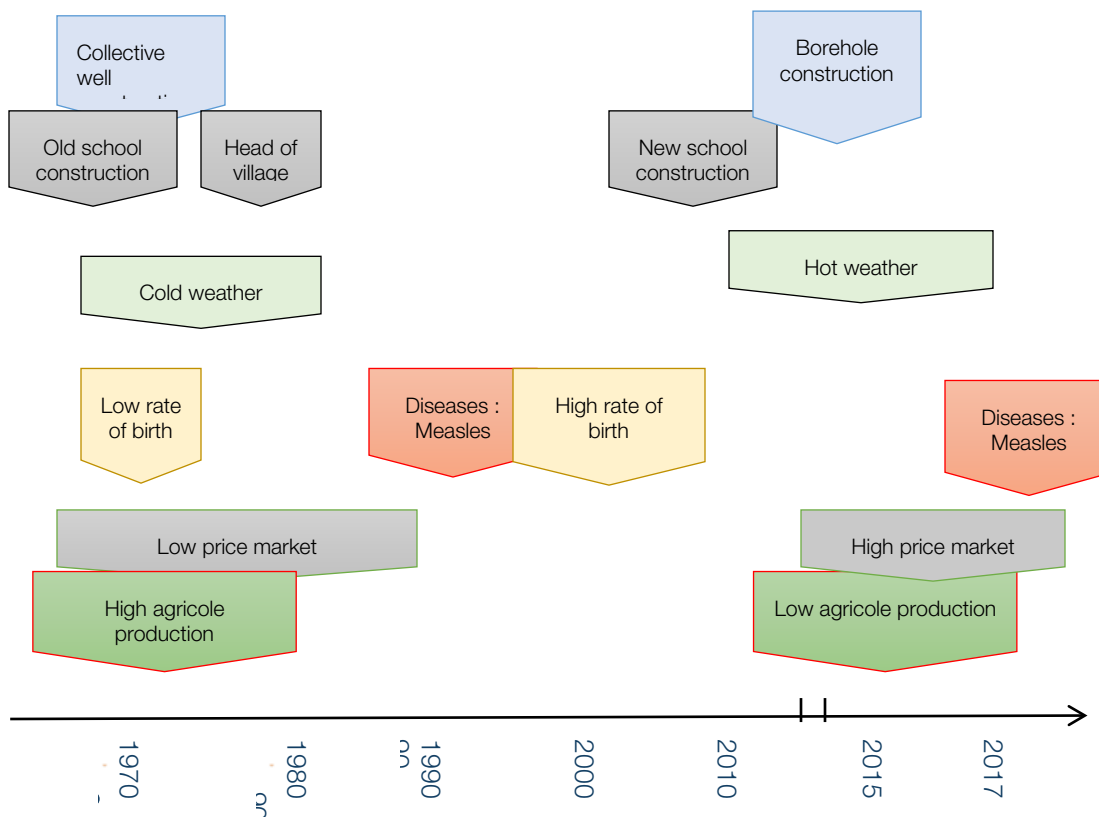 Collective
well
Borehole
construction
Old school
construction
Head of
village
New school
construction
Cold weather
Hot weather
Low rate
of birth
Diseases :
Measles
High rate of
birth
Diseases :
Measles
Low price market
High price market
High agricole
production
Low agricole production
1970
1980
1990
2000
2010
2015
2017